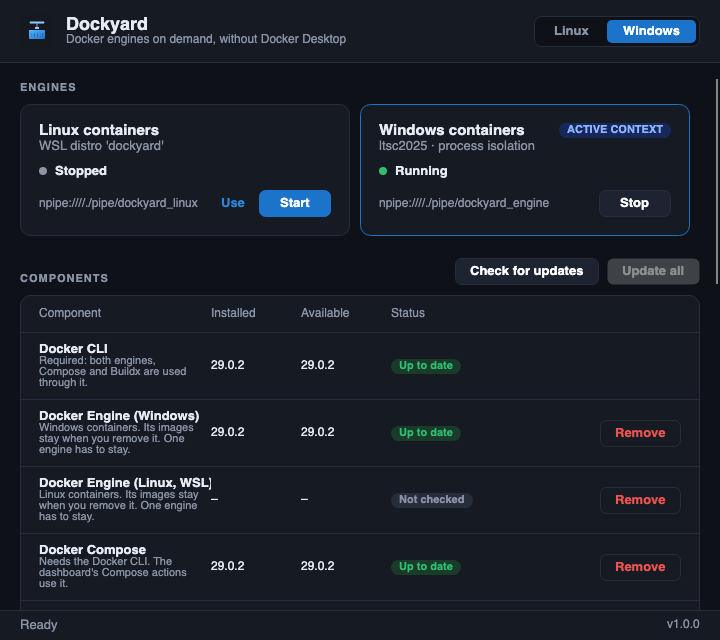 Dockyard
Docker engines on demand, without Docker Desktop
Linux
Windows
ENGINES
Linux containers
WSL distro 'dockyard'
Stopped
npipe:////./pipe/dockyard_linux
Use
Start
Windows containers
ACTIVE CONTEXT
ltsc2025 · process isolation
Running
npipe:////./pipe/dockyard_engine
Stop
COMPONENTS
Check for updates
Update all
Component Installed Available Status
Docker CLI
Required: both engines,
Compose and Buildx are used
through it.
29.0.2 29.0.2 Up to date
Docker Engine (Windows)
Windows containers. Its images
stay when you remove it. One
engine has to stay.
29.0.2 29.0.2 Up to date Remove
Docker Engine (Linux, WSL)
Linux containers. Its images stay
when you remove it. One engine
has to stay.
– – Not checked Remove
Docker Compose
Needs the Docker CLI. The
dashboard's Compose actions
use it.
29.0.2 29.0.2 Up to date Remove
Ready
v1.0.0